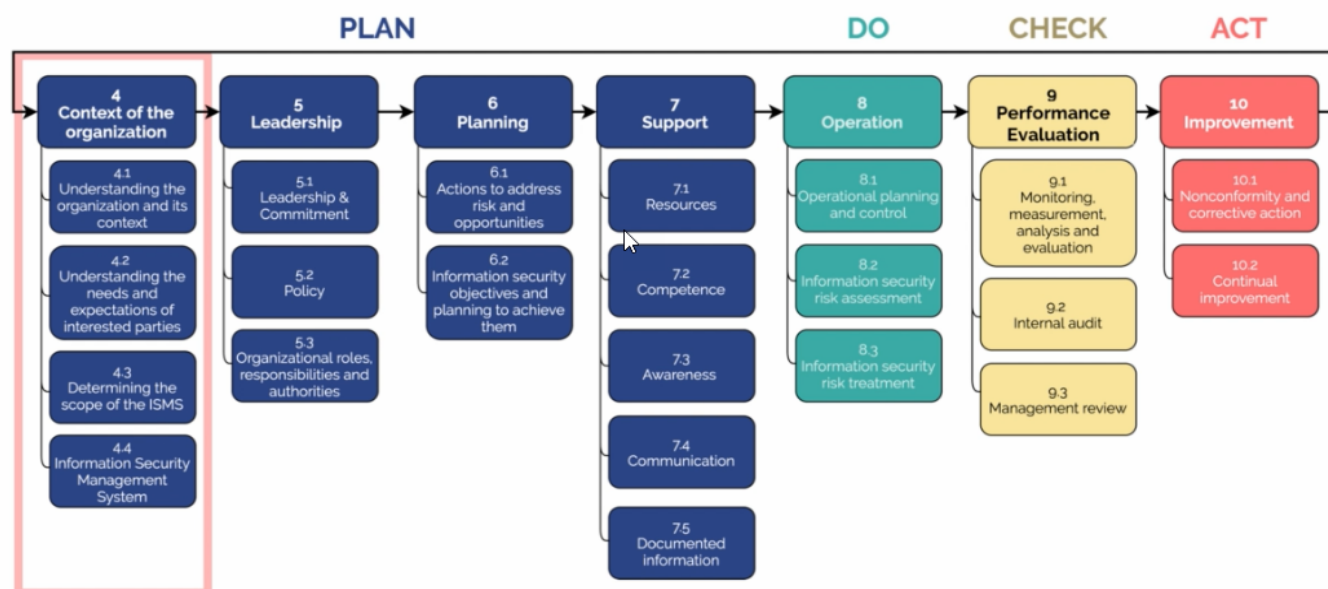 PLAN
DO
CHECK
ACT
4
Context of the
organization
4.1
Understanding the
organization and its
context
4.2
Understanding the
needs and
expectations of
interested parties
4.3
Determining the
scope of the ISMS
4.4
Information Security
Management
System
5
Leadership
5.1
Leadership &
Commitment
5.2
Policy
5.3
Organizational roles,
responsibilities and
authorities
6
Planning
6.1
Actions to address
risk and
opportunities
6.2
Information security
objectives and
planning to achieve
them
7
Support
7.1
Resources
7.2
Competence
7.3
Awareness
7.4
Communication
7.5
Documented
information
8
Operation
8.1
Operational planning
and control
8.2
Information security
risk assessment
8.3
Information security
risk treatment
9
Performance
Evaluation
9.1
Monitoring,
measurement,
analysis and
evaluation
9.2
Internal audit
9.3
Management review
10
Improvement
10.1
Nonconformity and
corrective action
10.2
Continual
improvement